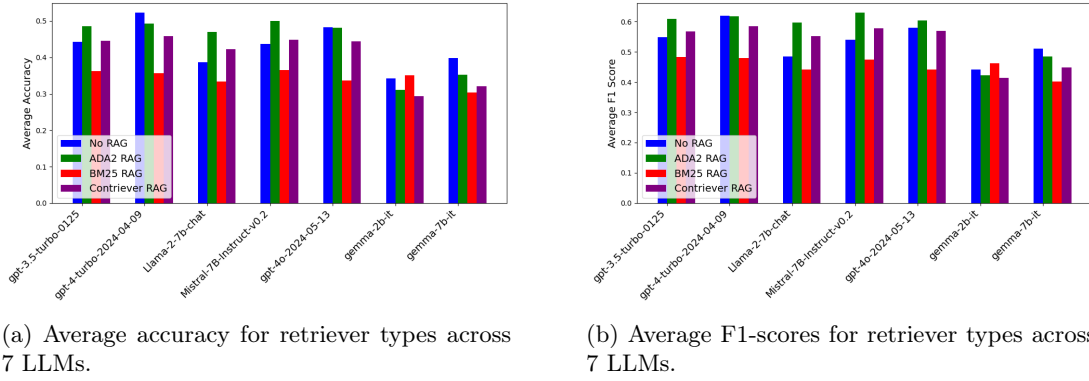 Average Accuracy
0.5
0.4
0.3
0.2
0.1
0.0
No RAG
ADA2 RAG
BM25 RAG
Contriever RAG
gpt-3.5-turbo-0125
gpt-4-turbo-2024-04-09
Llama-2-7b-chat
Mistral-7B-Instruct-v0.2
gpt-4o-2024-05-13
gemma-2b-it
gemma-7b-it
(a) Average accuracy for retriever types across
7 LLMs.
Average F1 Score
0.6
0.5
0.4
0.3
0.2
0.1
0.0
No RAG
ADA2 RAG
BM25 RAG
Contriever RAG
gpt-3.5-turbo-0125
gpt-4-turbo-2024-04-09
Llama-2-7b-chat
Mistral-7B-Instruct-v0.2
gpt-4o-2024-05-13
gemma-2b-it
gemma-7b-it
(b) Average F1-scores for retriever types across
7 LLMs.